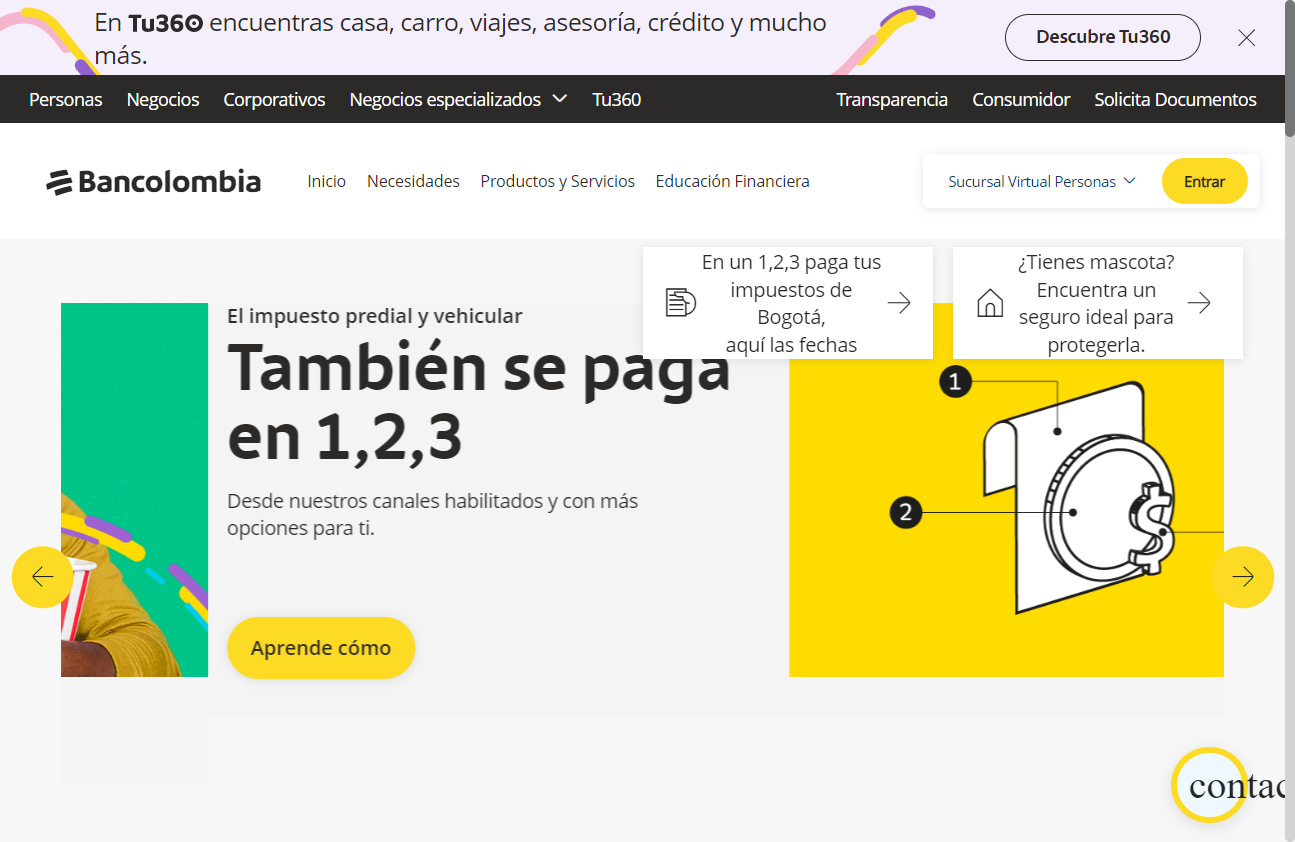 En Tu360 encuentras casa, carro, viajes, asesoría, crédito y mucho
más.
Descubre Tu360
Personas Negocios Corporativos Negocios especializados Tu360 Transparencia Consumidor Solicita Documentos
Bancolombia Inicio Necesidades Productos y Servicios Educación Financiera Sucursal Virtual Personas Entrar
En un 1,2,3 paga tus
impuestos de
Bogotá,
aquí las fechas
¿Tienes mascota?
Encuentra un
seguro ideal para
protegerla.
El impuesto predial y vehicular
También se paga
en 1,2,3
Desde nuestros canales habilitados y con más
opciones para ti.
Aprende cómo
1
2
$
contac